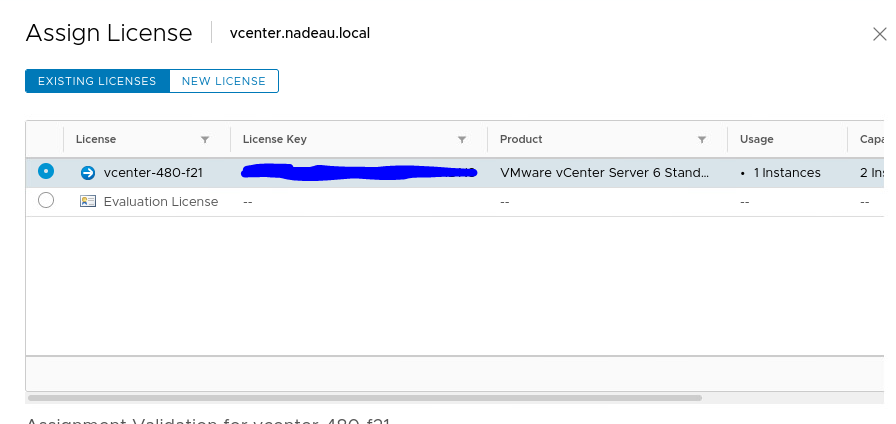 Assign License vcenter.nadeau.local
EXISTING LICENSES NEW LICENSE
License License Key Product Usage Capa
vcenter-480-f21 VMware vCenter Server 6 Stand... • 1 Instances 2 Ins
Evaluation License -- -- -- --
Assignment Validation for vcenter-480-f21